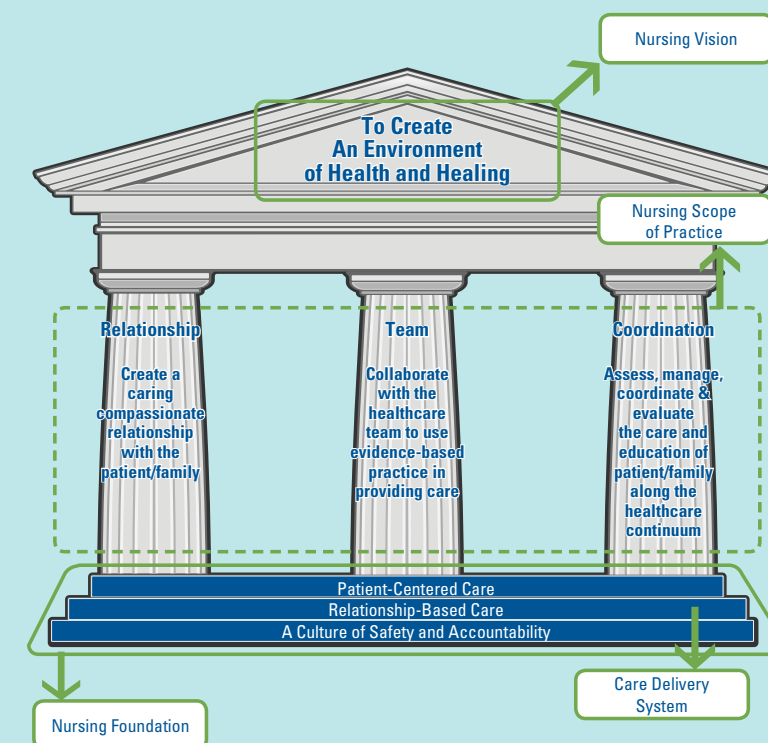 Nursing Vision
To Create
An Environment
of Health and Healing
Nursing Scope
of Practice
Relationship
Create a
caring
compassionate
relationship
with the
patient/family
Team
Collaborate
with the
healthcare
team to use
evidence-based
practice in
providing care
Coordination
Assess, manage,
coordinate &
evaluate
the care and
education of
patient/family
along the
healthcare
continuum
Patient-Centered Care
Relationship-Based Care
A Culture of Safety and Accountability
Care Delivery
System
Nursing Foundation